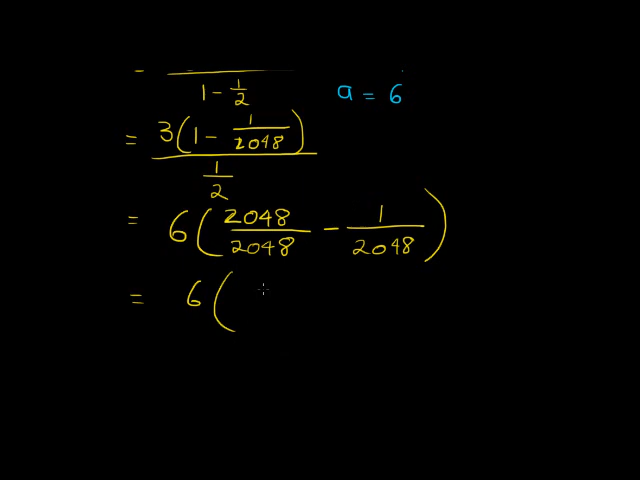 1 - 1/2
a = 6
= 3(1 - 1/2048)
1/2
= 6(2048/2048 - 1/2048)
= 6(